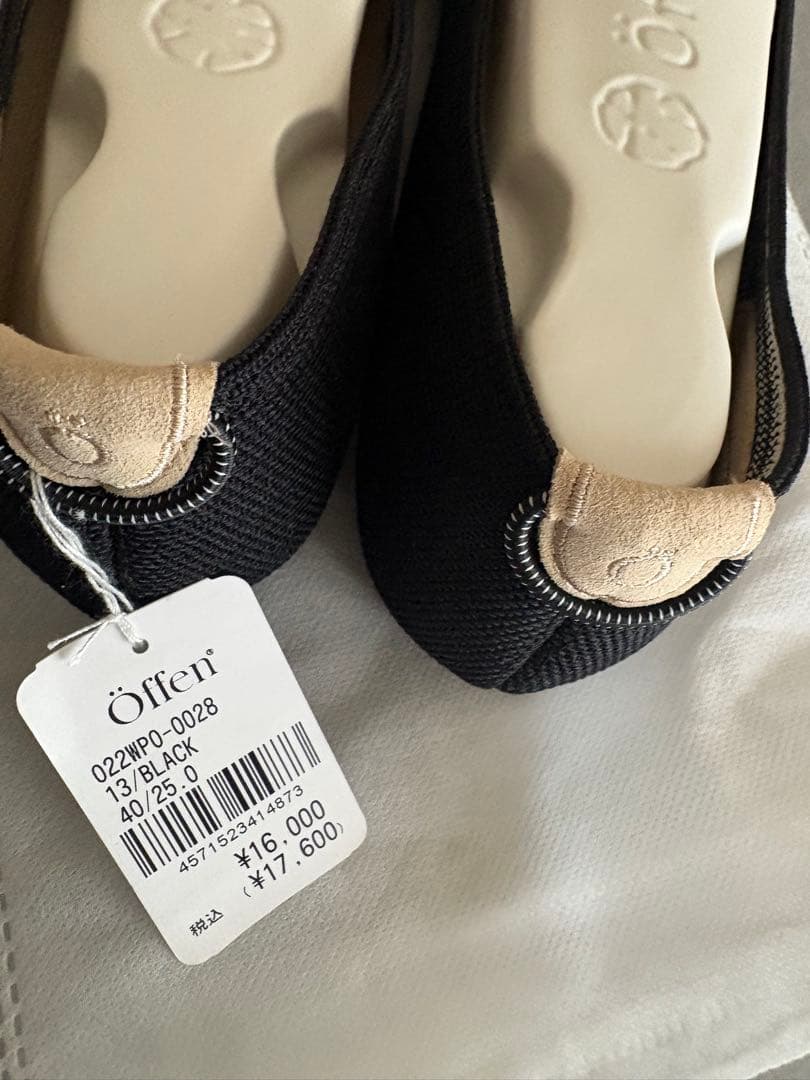 Öffen®
022WPO-0028
13/BLACK
40/25.0
4571523414873
¥16,000
(¥17,600)
税込